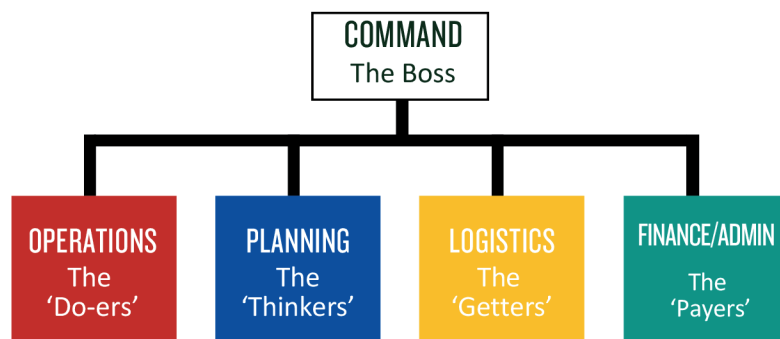 COMMAND
The Boss
OPERATIONS
The
‘Do-ers’
PLANNING
The
‘Thinkers’
LOGISTICS
The
‘Getters’
FINANCE/ADMIN
The
‘Payers’